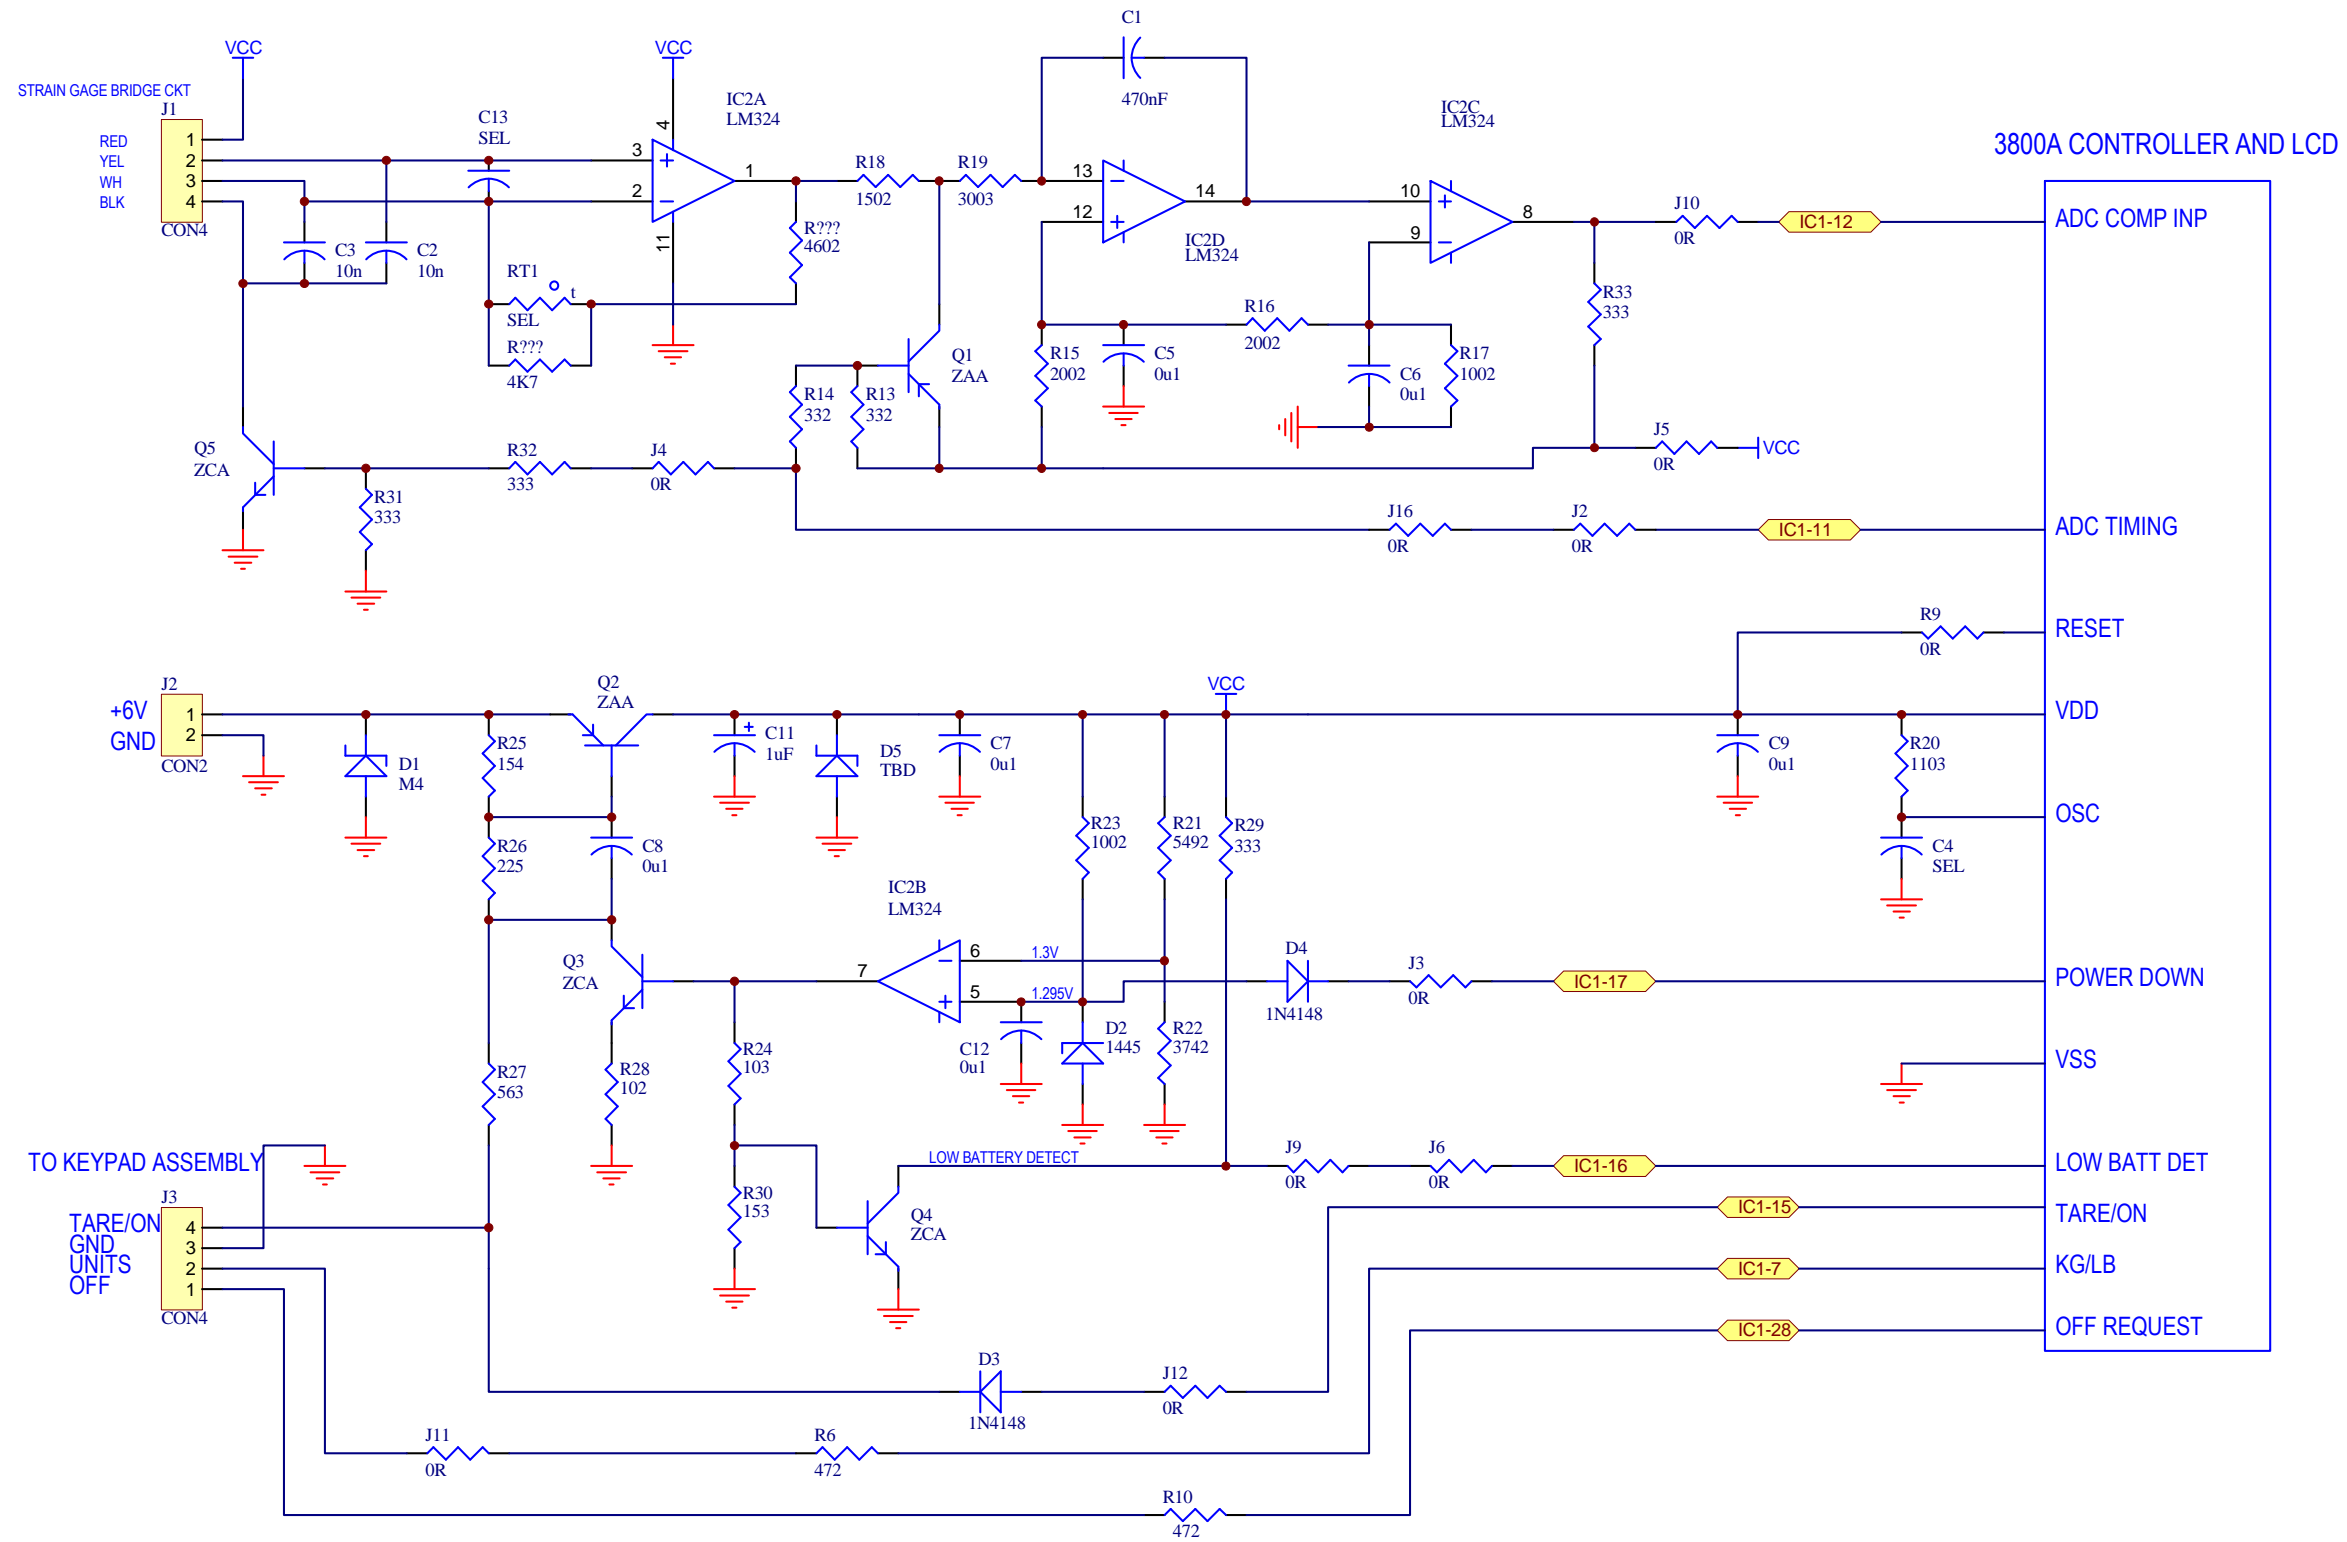 C1
470nF
VCC
VCC
STRAIN GAGE BRIDGE CKT
J1
RED 1
YEL 2
WH 3
BLK 4
CON4
C13
SEL
IC2A
LM324
4
3
2
1
11
R18
1502
R19
3003
13
12
14
IC2D
LM324
IC2C
LM324
10
9
8
J10
0R
IC1-12
3800A CONTROLLER AND LCD
ADC COMP INP
C3
10n
C2
10n
RT1
t
SEL
R???
4K7
R???
4602
R33
333
R16
2002
R15
2002
C5
0u1
C6
0u1
R17
1002
Q1
ZAA
R14
332
R13
332
Q5
ZCA
R32
333
J4
0R
R31
333
J5
0R
VCC
J16
0R
J2
0R
IC1-11
ADC TIMING
R9
0R
RESET
J2
+6V 1
GND 2
CON2
Q2
ZAA
VCC
VDD
D1
M4
R25
154
C11
1uF
D5
TBD
C7
0u1
C9
0u1
R20
1103
OSC
C4
SEL
R26
225
C8
0u1
R23
1002
R21
5492
R29
333
IC2B
LM324
7
6
5
1.3V
1.295V
D4
1N4148
J3
0R
IC1-17
POWER DOWN
Q3
ZCA
C12
0u1
D2
1445
R22
3742
VSS
R27
563
R28
102
R24
103
LOW BATTERY DETECT
J9
0R
J6
0R
IC1-16
LOW BATT DET
TO KEYPAD ASSEMBLY
J3
TARE/ON 4
GND 3
UNITS 2
OFF 1
CON4
R30
153
Q4
ZCA
IC1-15
TARE/ON
IC1-7
KG/LB
IC1-28
OFF REQUEST
D3
1N4148
J12
0R
J11
0R
R6
472
R10
472